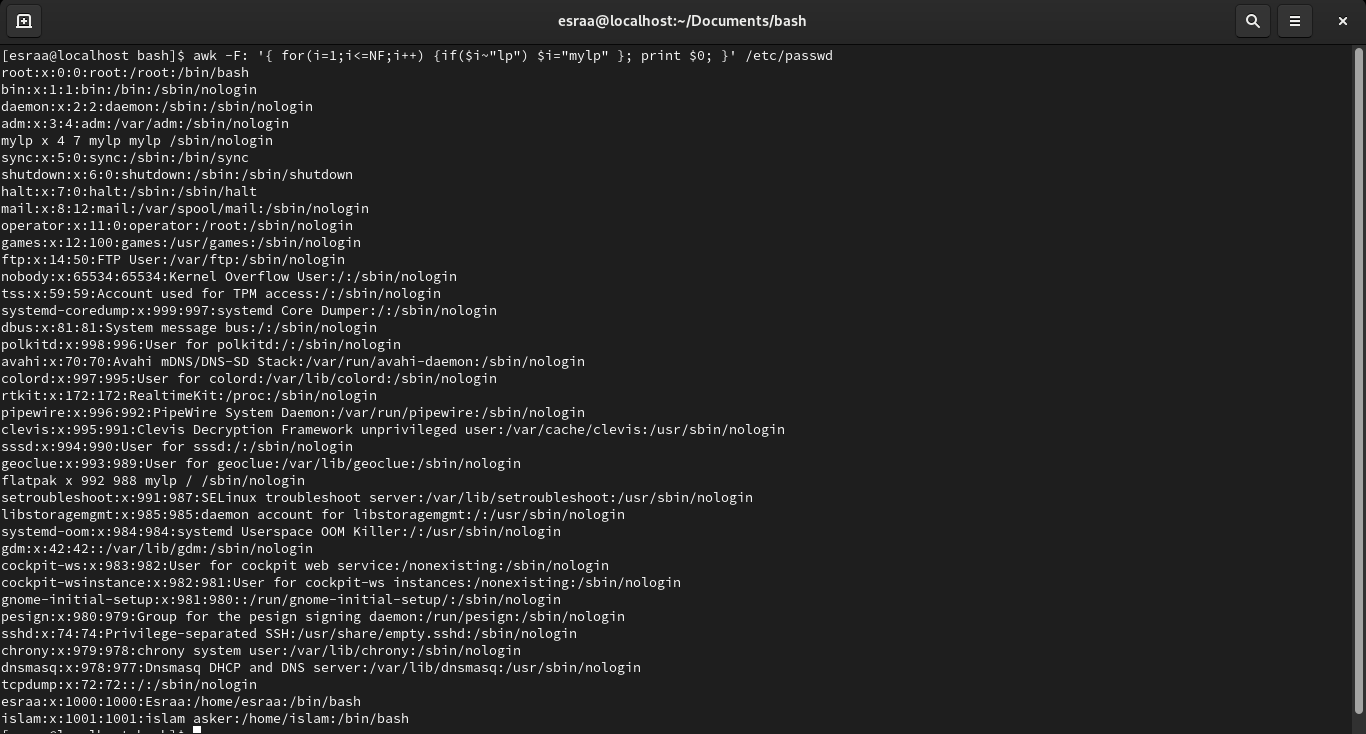 esraa@localhost:~/Documents/bash
[esraa@localhost bash]$ awk -F: '{ for(i=1;i<=NF;i++) {if($i~"lp") $i="mylp" }; print $0; }' /etc/passwd
root:x:0:0:root:/root:/bin/bash
bin:x:1:1:bin:/bin:/sbin/nologin
daemon:x:2:2:daemon:/sbin:/sbin/nologin
adm:x:3:4:adm:/var/adm:/sbin/nologin
mylp x 4 7 mylp mylp /sbin/nologin
sync:x:5:0:sync:/sbin:/bin/sync
shutdown:x:6:0:shutdown:/sbin:/sbin/shutdown
halt:x:7:0:halt:/sbin:/sbin/halt
mail:x:8:12:mail:/var/spool/mail:/sbin/nologin
operator:x:11:0:operator:/root:/sbin/nologin
games:x:12:100:games:/usr/games:/sbin/nologin
ftp:x:14:50:FTP User:/var/ftp:/sbin/nologin
nobody:x:65534:65534:Kernel Overflow User:/:/sbin/nologin
tss:x:59:59:Account used for TPM access:/:/sbin/nologin
systemd-coredump:x:999:997:systemd Core Dumper:/:/sbin/nologin
dbus:x:81:81:System message bus:/:/sbin/nologin
polkitd:x:998:996:User for polkitd:/:/sbin/nologin
avahi:x:70:70:Avahi mDNS/DNS-SD Stack:/var/run/avahi-daemon:/sbin/nologin
colord:x:997:995:User for colord:/var/lib/colord:/sbin/nologin
rtkit:x:172:172:RealtimeKit:/proc:/sbin/nologin
pipewire:x:996:992:PipeWire System Daemon:/var/run/pipewire:/sbin/nologin
clevis:x:995:991:Clevis Decryption Framework unprivileged user:/var/cache/clevis:/usr/sbin/nologin
sssd:x:994:990:User for sssd:/:/sbin/nologin
geoclue:x:993:989:User for geoclue:/var/lib/geoclue:/sbin/nologin
flatpak x 992 988 mylp / /sbin/nologin
setroubleshoot:x:991:987:SELinux troubleshoot server:/var/lib/setroubleshoot:/usr/sbin/nologin
libstoragemgmt:x:985:985:daemon account for libstoragemgmt:/:/usr/sbin/nologin
systemd-oom:x:984:984:systemd Userspace OOM Killer:/:/usr/sbin/nologin
gdm:x:42:42::/var/lib/gdm:/sbin/nologin
cockpit-ws:x:983:982:User for cockpit web service:/nonexisting:/sbin/nologin
cockpit-wsinstance:x:982:981:User for cockpit-ws instances:/nonexisting:/sbin/nologin
gnome-initial-setup:x:981:980::/run/gnome-initial-setup/:/sbin/nologin
pesign:x:980:979:Group for the pesign signing daemon:/run/pesign:/sbin/nologin
sshd:x:74:74:Privilege-separated SSH:/usr/share/empty.sshd:/sbin/nologin
chrony:x:979:978:chrony system user:/var/lib/chrony:/sbin/nologin
dnsmasq:x:978:977:Dnsmasq DHCP and DNS server:/var/lib/dnsmasq:/usr/sbin/nologin
tcpdump:x:72:72::/:/sbin/nologin
esraa:x:1000:1000:Esraa:/home/esraa:/bin/bash
islam:x:1001:1001:islam asker:/home/islam:/bin/bash
[esraa@localhost bash]$